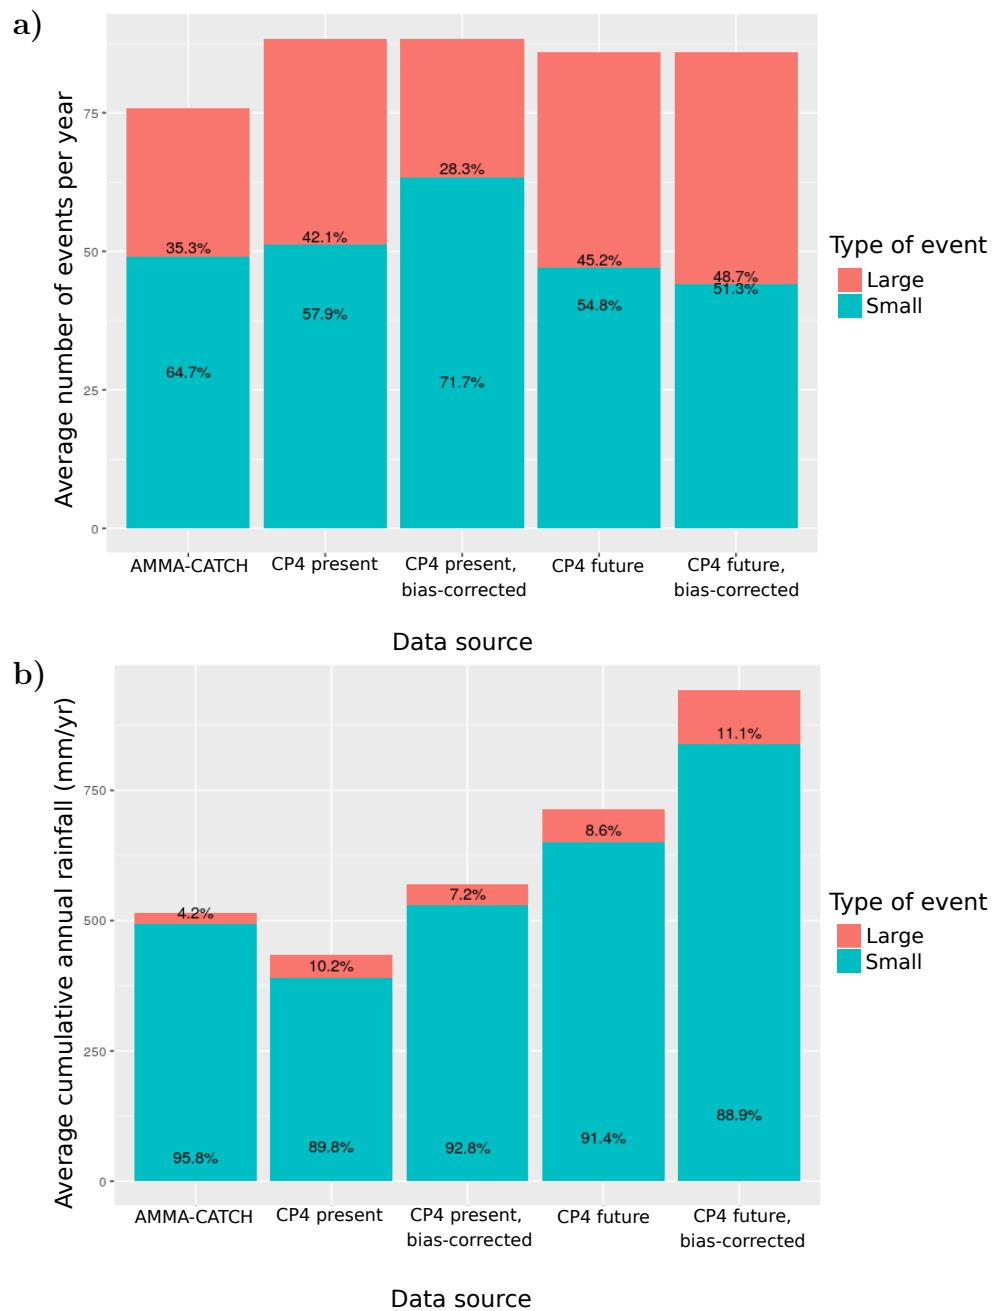 a)
Average number of events per year
75
50
25
0
35.3%
64.7%
42.1%
57.9%
28.3%
71.7%
45.2%
54.8%
48.7%
51.3%
AMMA-CATCH
CP4 present
CP4 present,
bias-corrected
CP4 future
CP4 future,
bias-corrected
Data source
Type of event
Large
Small
b)
Average cumulative annual rainfall (mm/yr)
750
500
250
0
4.2%
95.8%
10.2%
89.8%
7.2%
92.8%
8.6%
91.4%
11.1%
88.9%
AMMA-CATCH
CP4 present
CP4 present,
bias-corrected
CP4 future
CP4 future,
bias-corrected
Data source
Type of event
Large
Small